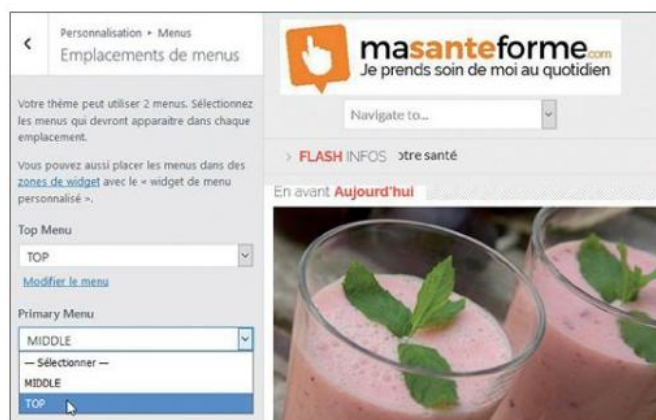 Personnalisation • Menus
Emplacements de menus
Votre thème peut utiliser 2 menus. Sélectionnez
les menus qui devront apparaitre dans chaque
emplacement.
Vous pouvez aussi placer les menus dans des
zones de widget avec le « widget de menu
personnalisé ».
Top Menu
TOP
Modifier le menu
Primary Menu
MIDDLE
— Sélectionner —
MIDDLE
TOP
masanteforme.com
Je prends soin de moi au quotidien
Navigate to...
> FLASH INFOS otre santé
En avant Aujourd'hui